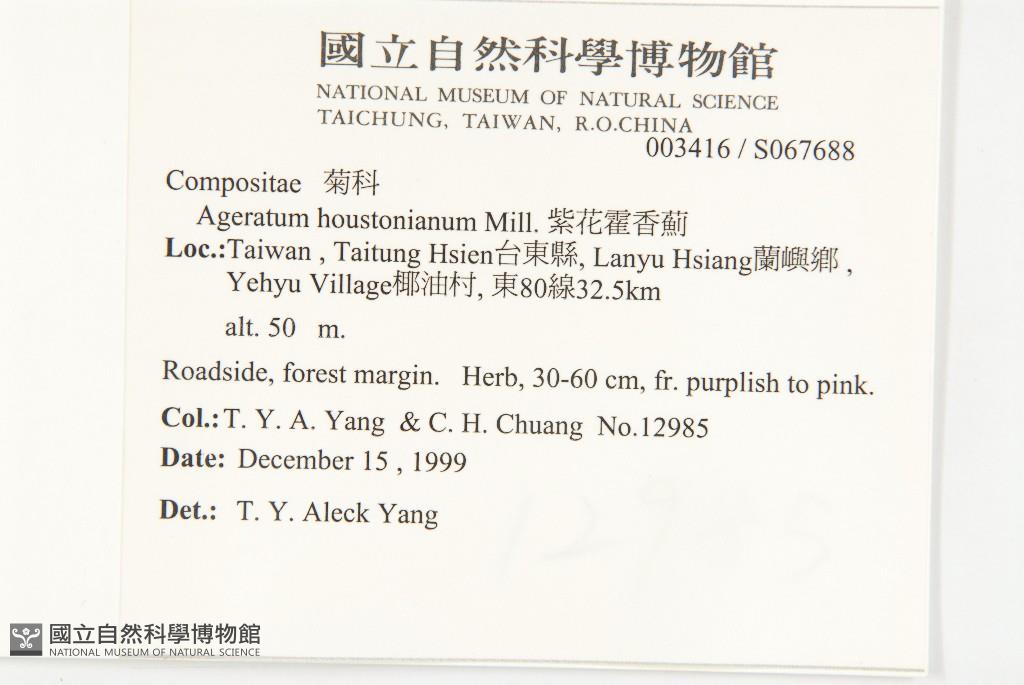 國立自然科學博物館
NATIONAL MUSEUM OF NATURAL SCIENCE
TAICHUNG, TAIWAN, R.O.CHINA
003416 / S067688
Compositae 菊科
Ageratum houstonianum Mill. 紫花霍香薊
Loc.:Taiwan , Taitung Hsien台東縣, Lanyu Hsiang蘭嶼鄉 ,
Yehyu Village椰油村, 東80線32.5km
alt. 50 m.
Roadside, forest margin. Herb, 30-60 cm, fr. purplish to pink.
Col.:T. Y. A. Yang & C. H. Chuang No.12985
Date: December 15 , 1999
Det.: T. Y. Aleck Yang
12985
國立自然科學博物館
NATIONAL MUSEUM OF NATURAL SCIENCE